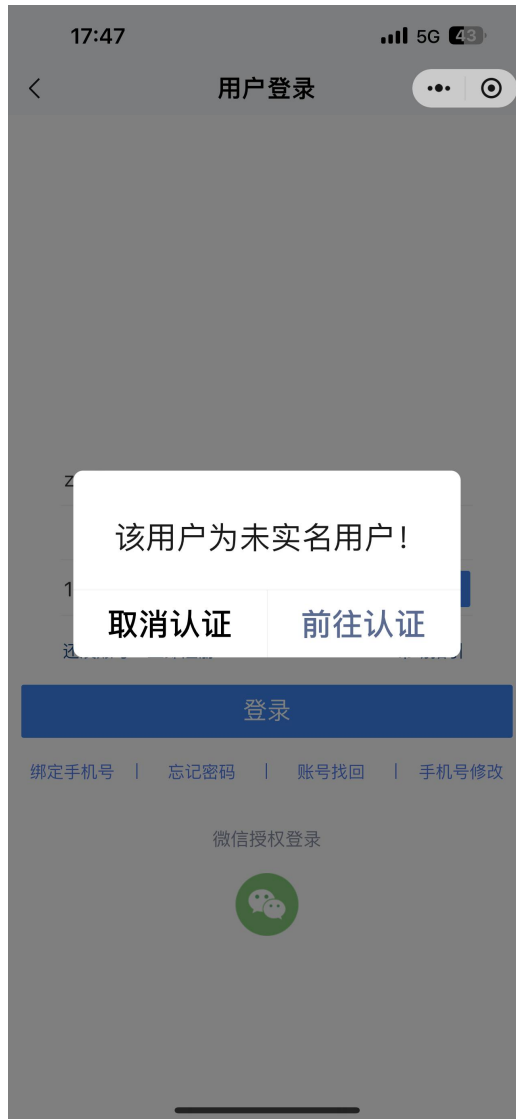 17:47
5G 43
用户登录
z
该用户为未实名用户！
1
取消认证 前往认证
登录
绑定手机号 | 忘记密码 | 账号找回 | 手机号修改
微信授权登录